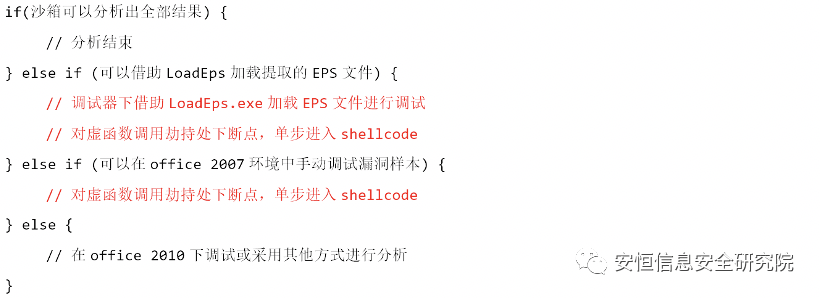 if(沙箱可以分析出全部结果) {
// 分析结束
} else if (可以借助 LoadEps 加载提取的 EPS 文件) {
// 调试器下借助 LoadEps.exe 加载 EPS 文件进行调试
// 对虚函数调用劫持处下断点，单步进入 shellcode
} else if (可以在 office 2007 环境中手动调试漏洞样本) {
// 对虚函数调用劫持处下断点，单步进入 shellcode
} else {
// 在 office 2010 下调试或采用其他方式进行分析
}
安恒信息安全研究院